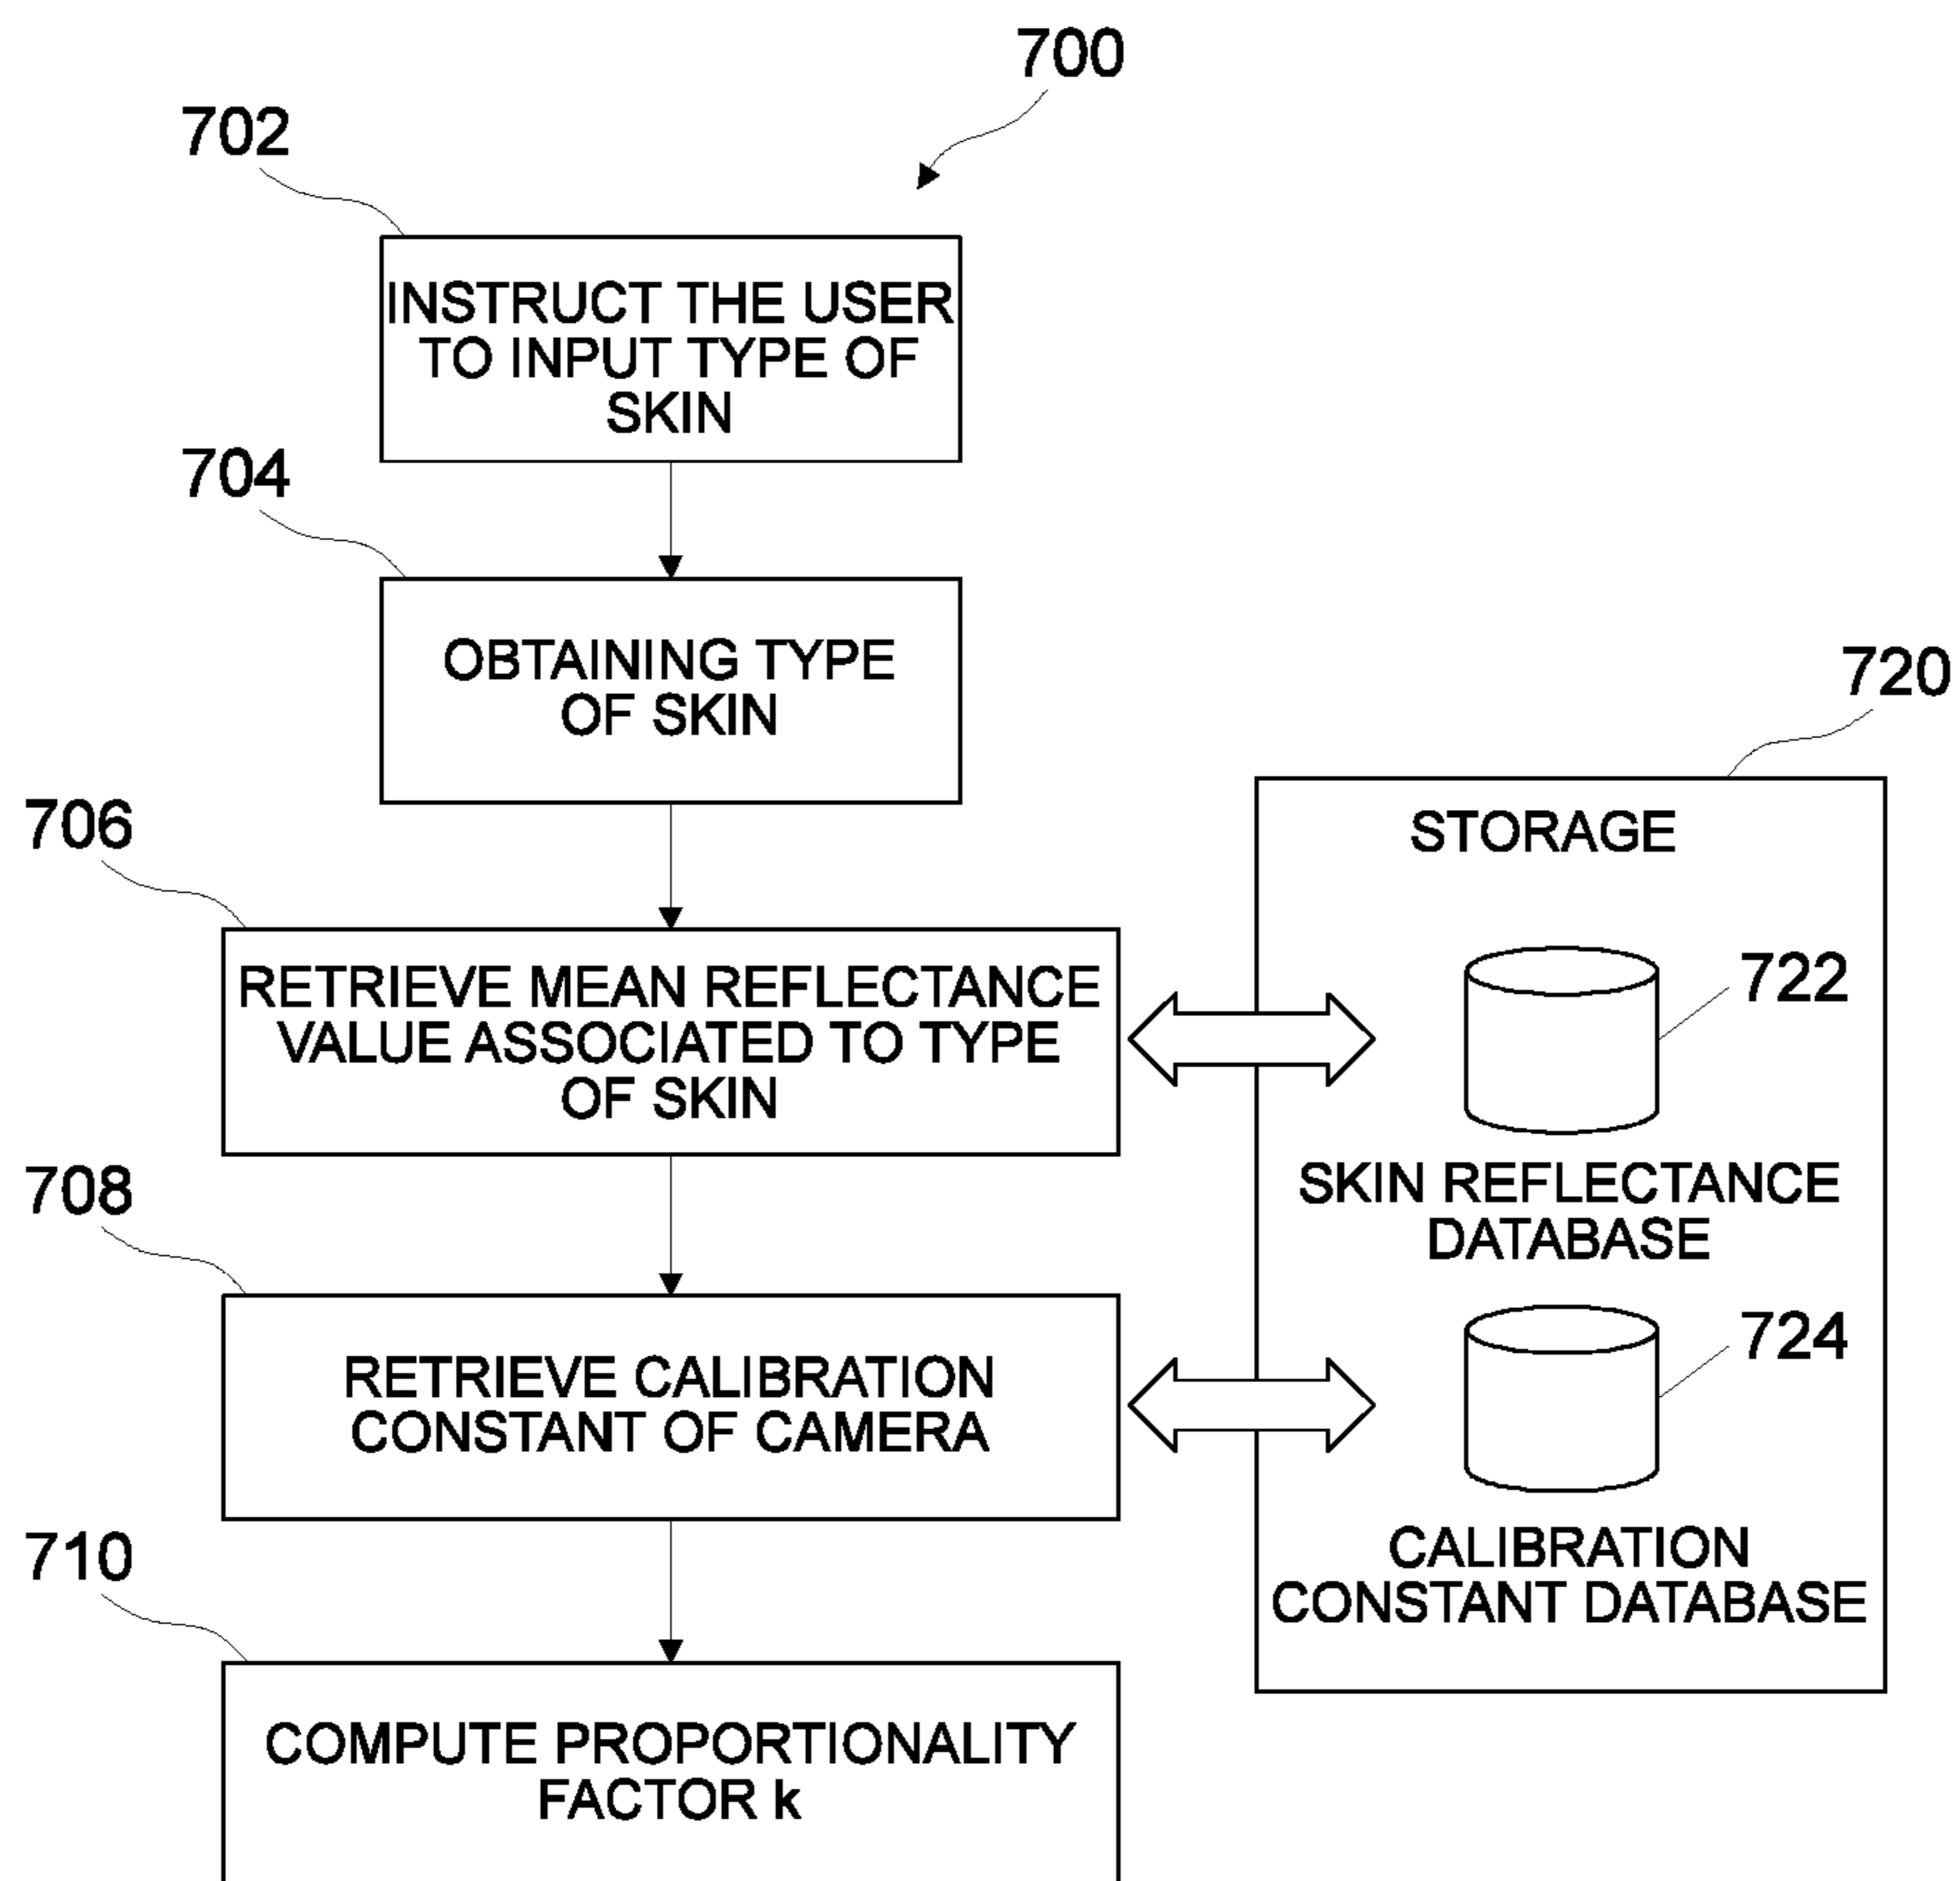 700
702
INSTRUCT THE USER
TO INPUT TYPE OF
SKIN
704
OBTAINING TYPE
OF SKIN
720
STORAGE
706
RETRIEVE MEAN REFLECTANCE
VALUE ASSOCIATED TO TYPE
OF SKIN
722
SKIN REFLECTANCE
DATABASE
708
RETRIEVE CALIBRATION
CONSTANT OF CAMERA
724
CALIBRATION
CONSTANT DATABASE
710
COMPUTE PROPORTIONALITY
FACTOR k